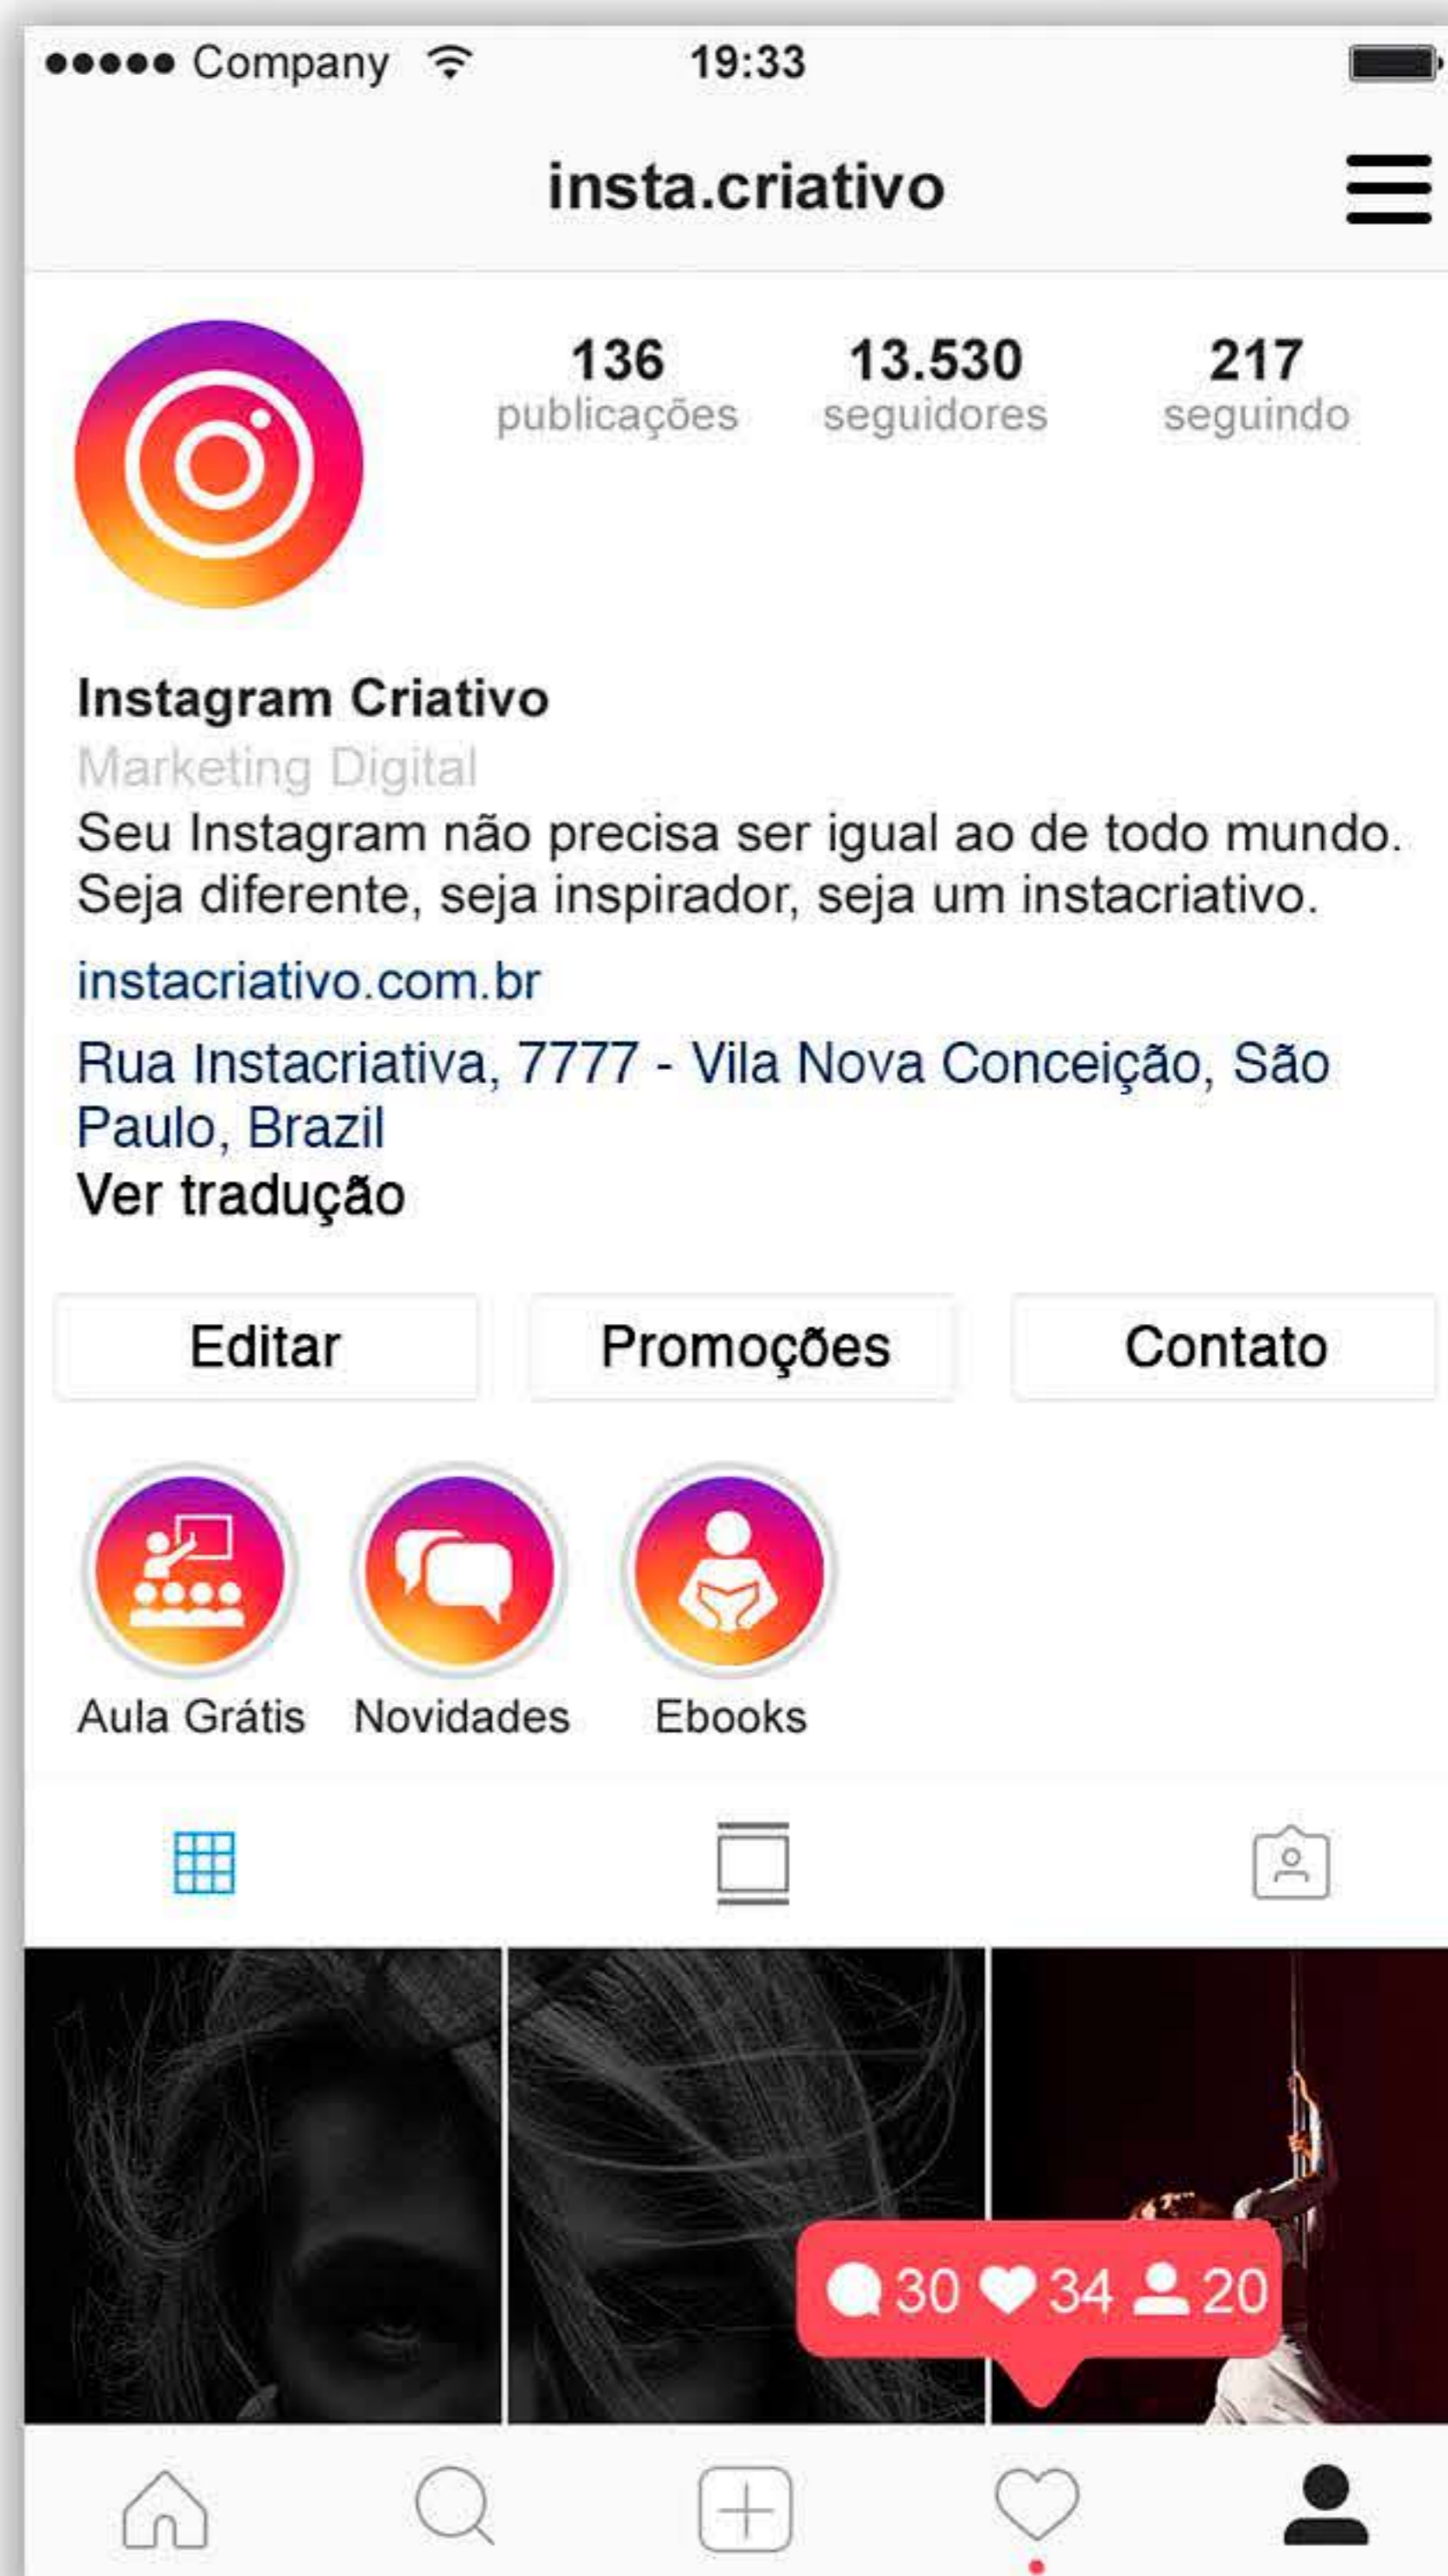 Company 19:33
insta.criativo
136 13.530 217
publicações seguidores seguindo
Instagram Criativo
Marketing Digital
Seu Instagram não precisa ser igual ao de todo mundo.
Seja diferente, seja inspirador, seja um instacriativo.
instacriativo.com.br
Rua Instacriativa, 7777 - Vila Nova Conceição, São
Paulo, Brazil
Ver tradução
Editar Promoções Contato
Aula Grátis Novidades Ebooks
30 34 20